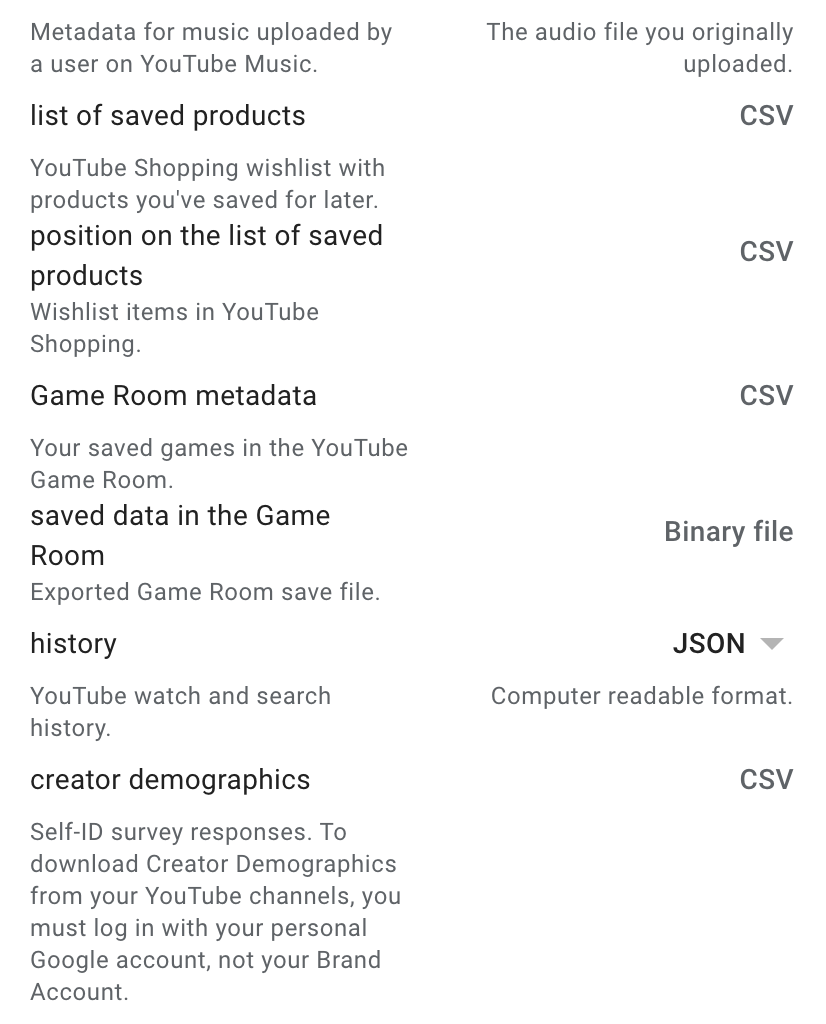 Metadata for music uploaded by
a user on YouTube Music.
The audio file you originally
uploaded.
list of saved products
CSV
YouTube Shopping wishlist with
products you've saved for later.
position on the list of saved
products
CSV
Wishlist items in YouTube
Shopping.
Game Room metadata
CSV
Your saved games in the YouTube
Game Room.
saved data in the Game
Room
Binary file
Exported Game Room save file.
history
JSON
YouTube watch and search
history.
Computer readable format.
creator demographics
CSV
Self-ID survey responses. To
download Creator Demographics
from your YouTube channels, you
must log in with your personal
Google account, not your Brand
Account.